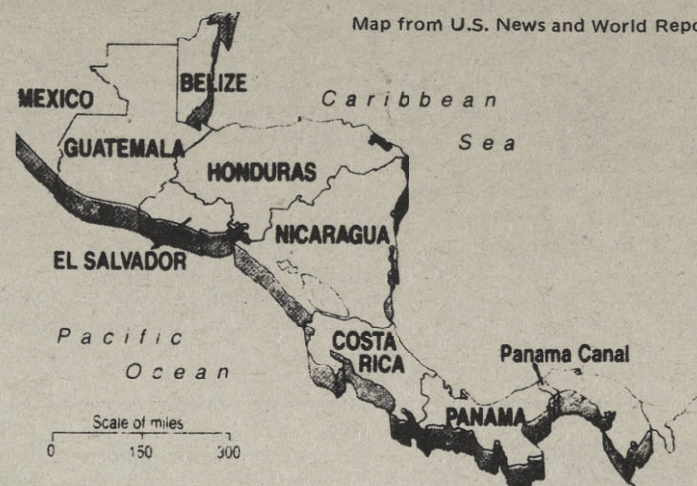 Map from U.S. News and World Repo
BELIZE
MEXICO
Caribbean
Sea
GUATEMALA
HONDURAS
NICARAGUA
EL SALVADOR
Pacific
Ocean
COSTA
RICA
Panama Canal
PANAMA
Scale of miles
0 150 300